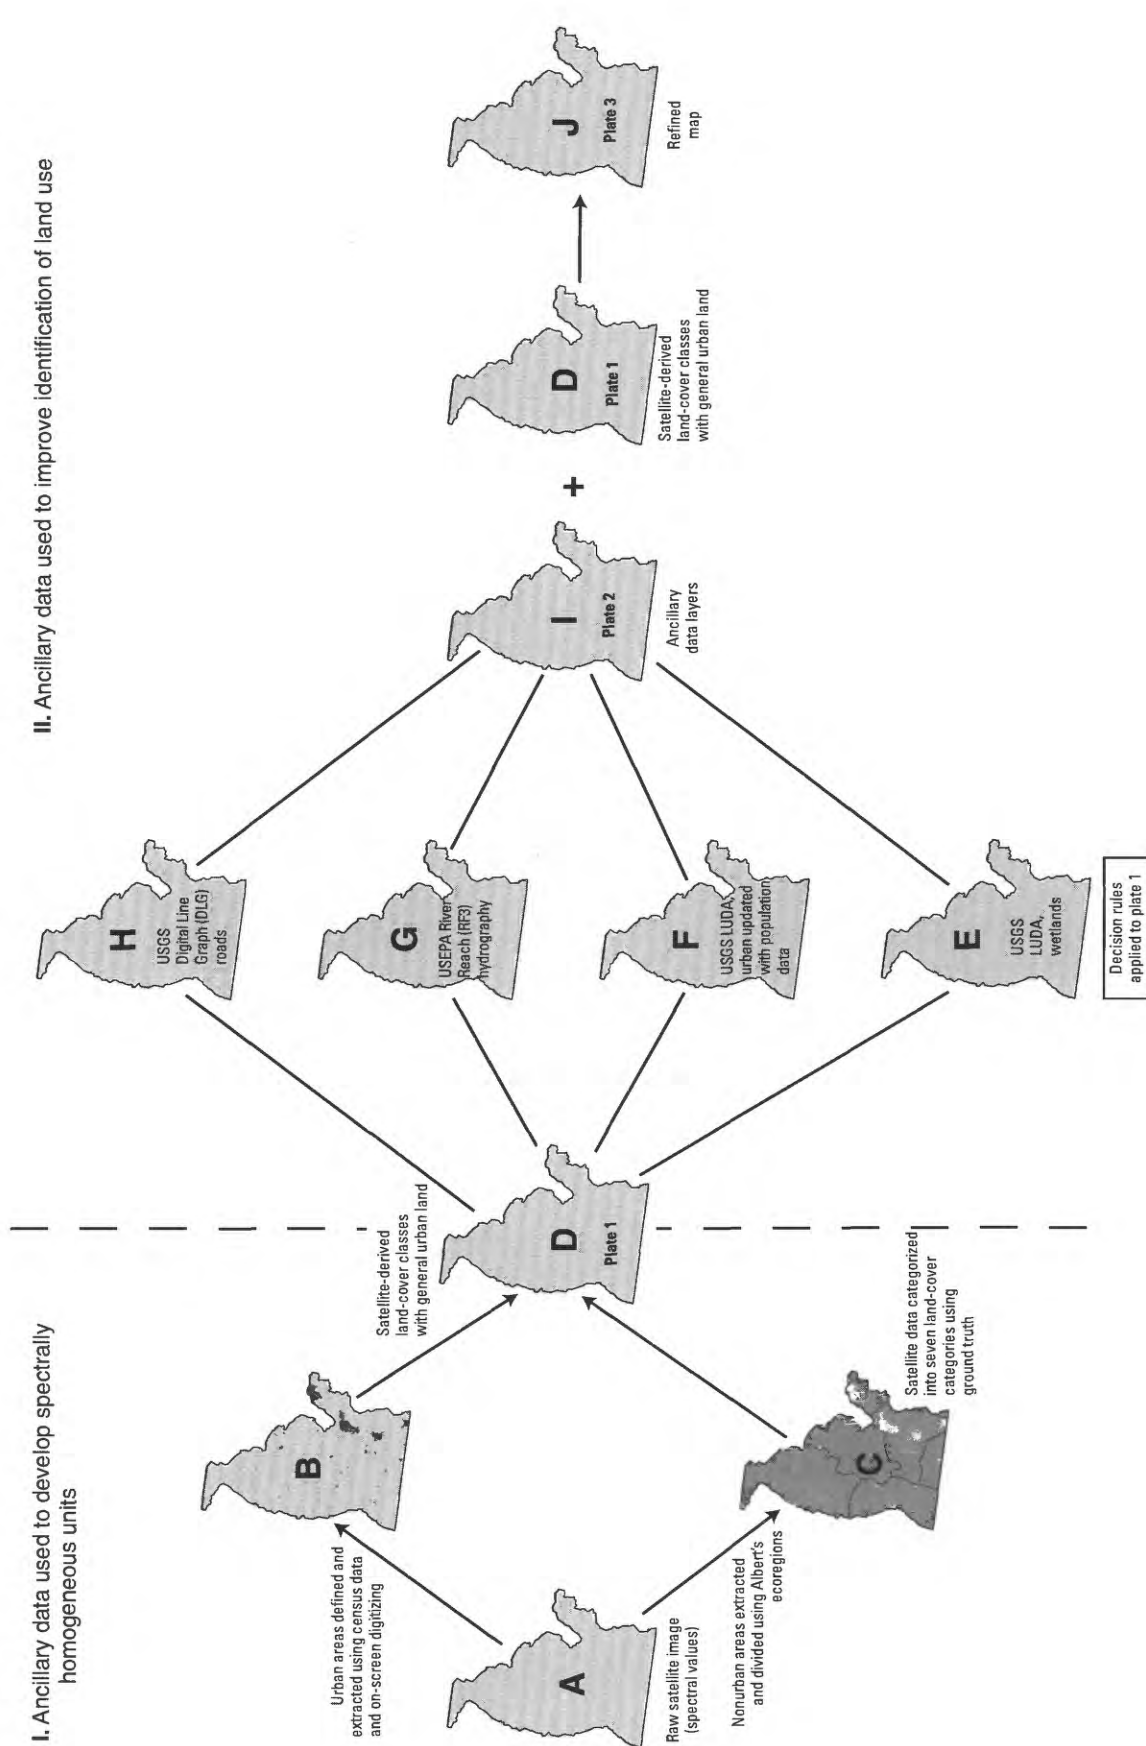 I. Ancillary data used to develop spectrally
homogeneous units
Urban areas defined and
extracted using census data
and on-screen digitizing
B
A
Raw satellite image
(spectral values)
Nonurban areas extracted
and divided using Albert's
ecoregions
C
Satellite data categorized
into seven land-cover
categories using
ground truth
Satellite-derived
land-cover classes
with general urban land
D
Plate 1
II. Ancillary data used to improve identification of land use
H
USGS
Digital Line
Graph (DLG)
roads
G
USEPA River
Reach (RF3)
hydrography
F
USGS LUDA,
urban updated
with population
data
E
USGS
LUDA,
wetlands
Decision rules
applied to plate 1
I
Plate 2
Ancillary
data layers
+
D
Plate 1
Satellite-derived
land-cover classes
with general urban land
J
Plate 3
Refined
map